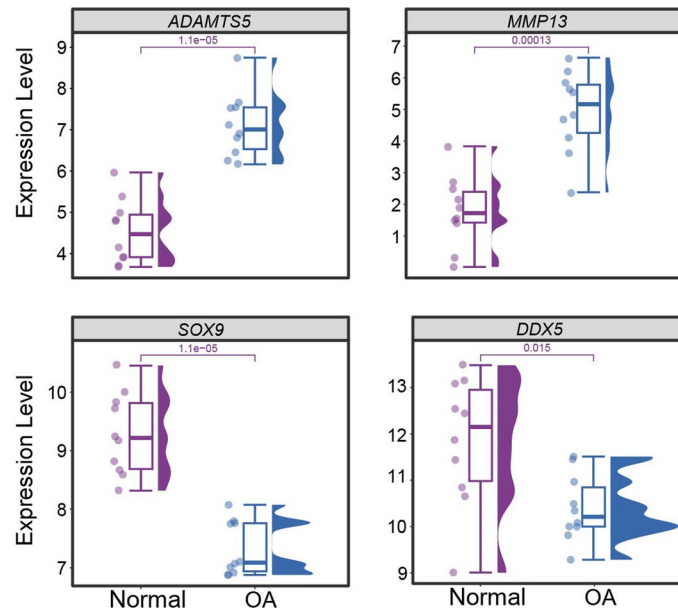 ADAMTS5
MMP13
1.1e-05
0.00013
Expression Level
9
8
7
6
5
4
7
6
5
4
3
2
1
SOX9
DDX5
1.1e-05
0.015
Expression Level
10
9
8
7
13
12
11
10
9
Normal
OA
Normal
OA